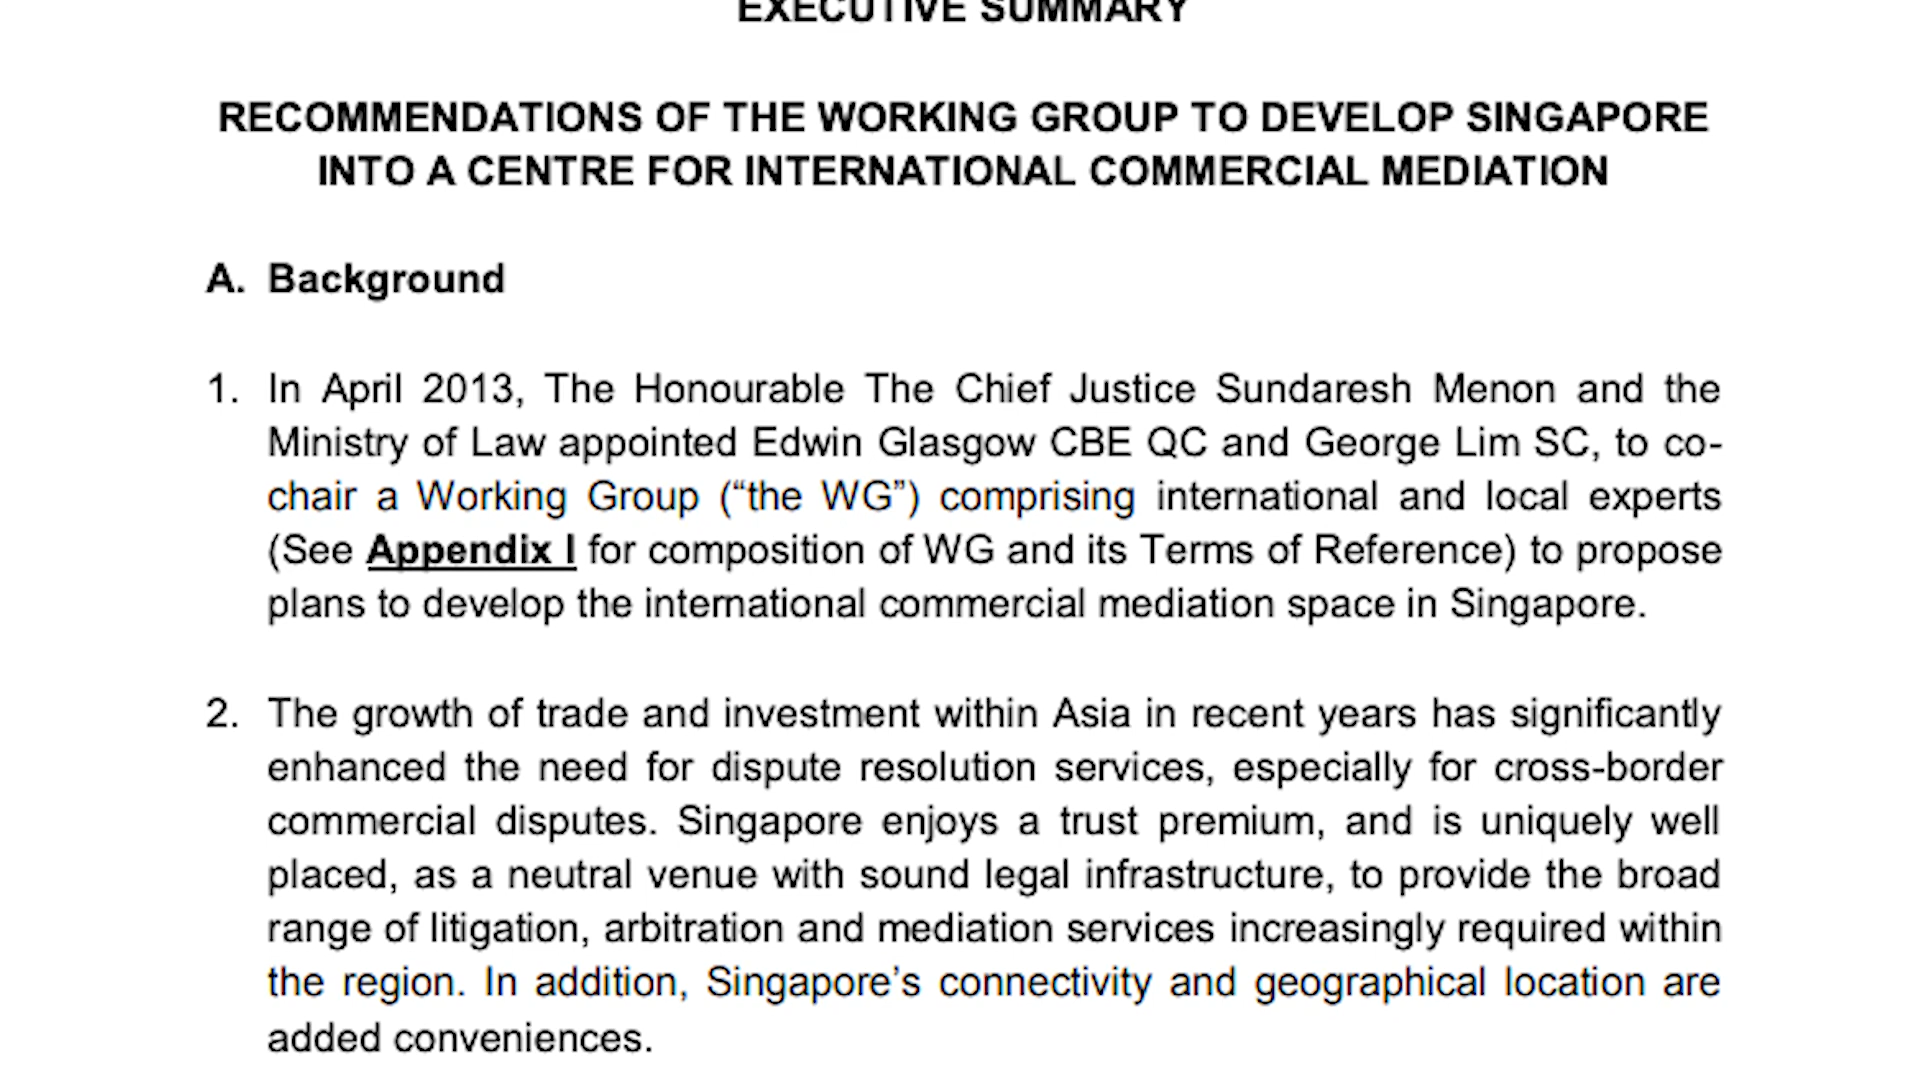 EXECUTIVE SUMMARY
RECOMMENDATIONS OF THE WORKING GROUP TO DEVELOP SINGAPORE
INTO A CENTRE FOR INTERNATIONAL COMMERCIAL MEDIATION
A. Background
1. In April 2013, The Honourable The Chief Justice Sundaresh Menon and the
Ministry of Law appointed Edwin Glasgow CBE QC and George Lim SC, to co-
chair a Working Group (“the WG”) comprising international and local experts
(See Appendix I for composition of WG and its Terms of Reference) to propose
plans to develop the international commercial mediation space in Singapore.
2. The growth of trade and investment within Asia in recent years has significantly
enhanced the need for dispute resolution services, especially for cross-border
commercial disputes. Singapore enjoys a trust premium, and is uniquely well
placed, as a neutral venue with sound legal infrastructure, to provide the broad
range of litigation, arbitration and mediation services increasingly required within
the region. In addition, Singapore’s connectivity and geographical location are
added conveniences.